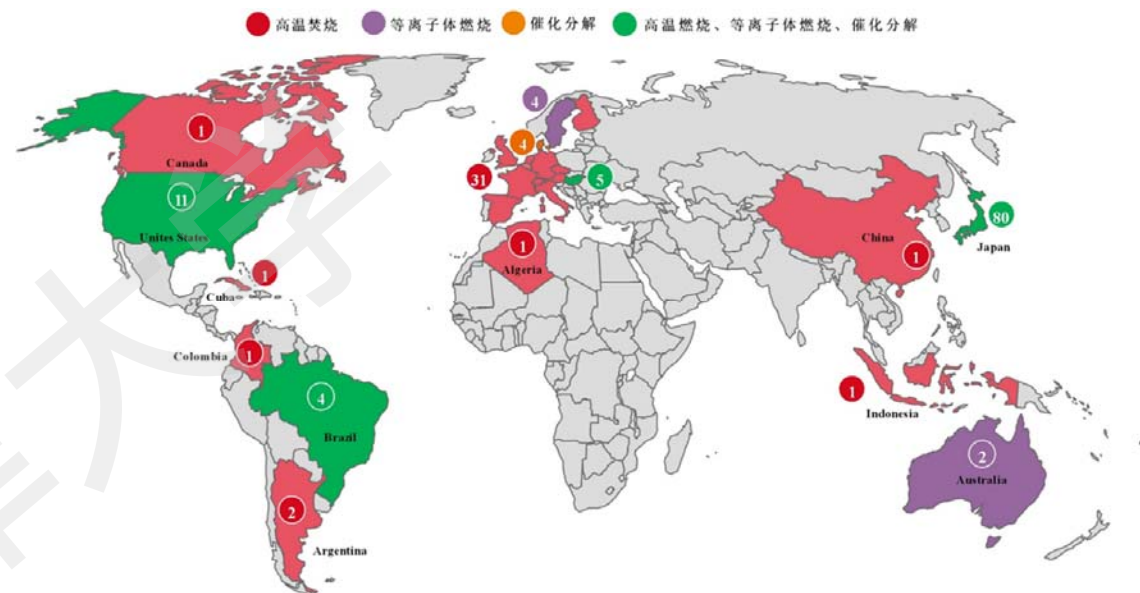 高温焚烧 等离子体燃烧 催化分解 高温燃烧、等离子体燃烧、催化分解
4
1
4
Canada
31
5
11
80
Unites States
1
China
Japan
1
1
Algeria
Cuba
1
Colombia
1
Indonesia
4
Brazil
2
Australia
2
Argentina
大学